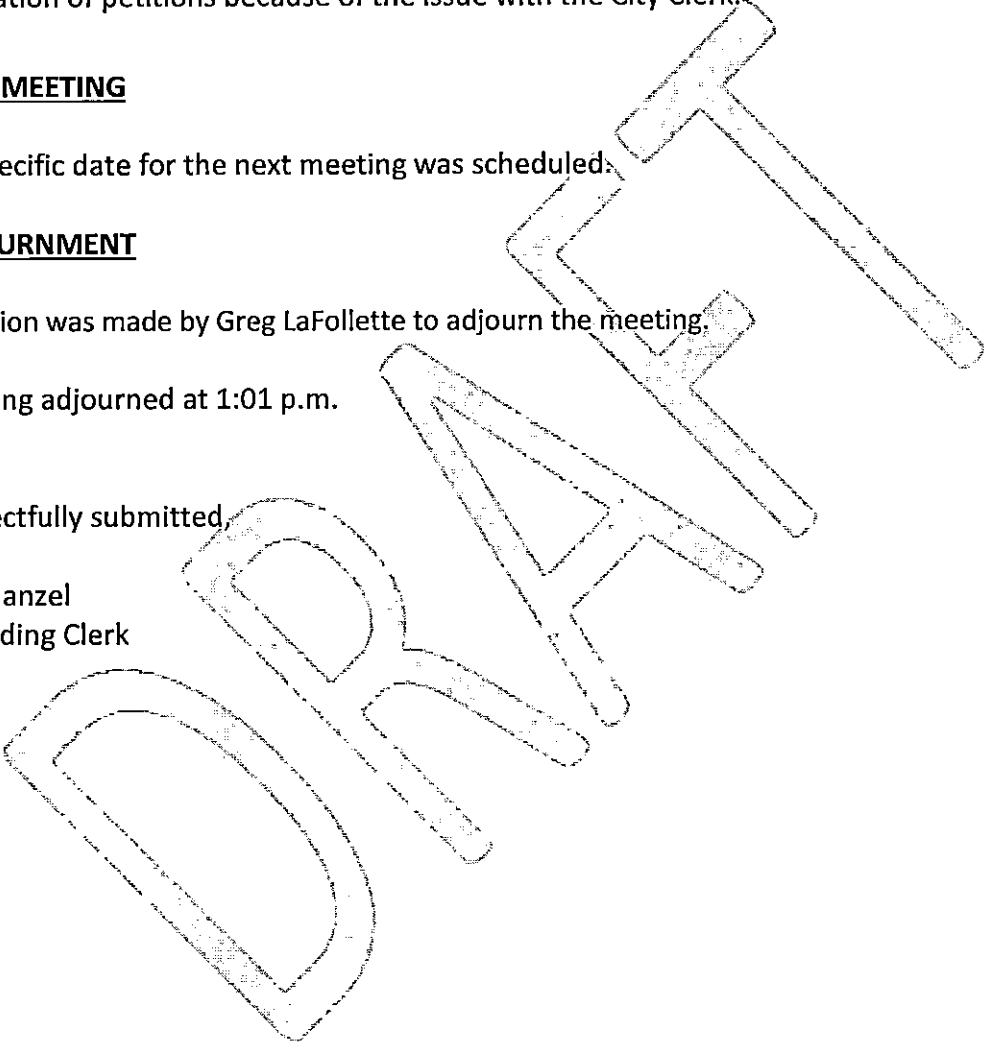 ation of petitions because of the issue with the City Clerk.
MEETING
ecific date for the next meeting was scheduled.
URNMENT
ion was made by Greg LaFollette to adjourn the meeting.
ng adjourned at 1:01 p.m.
ectfully submitted,
anzel
ding Clerk
DRAFT